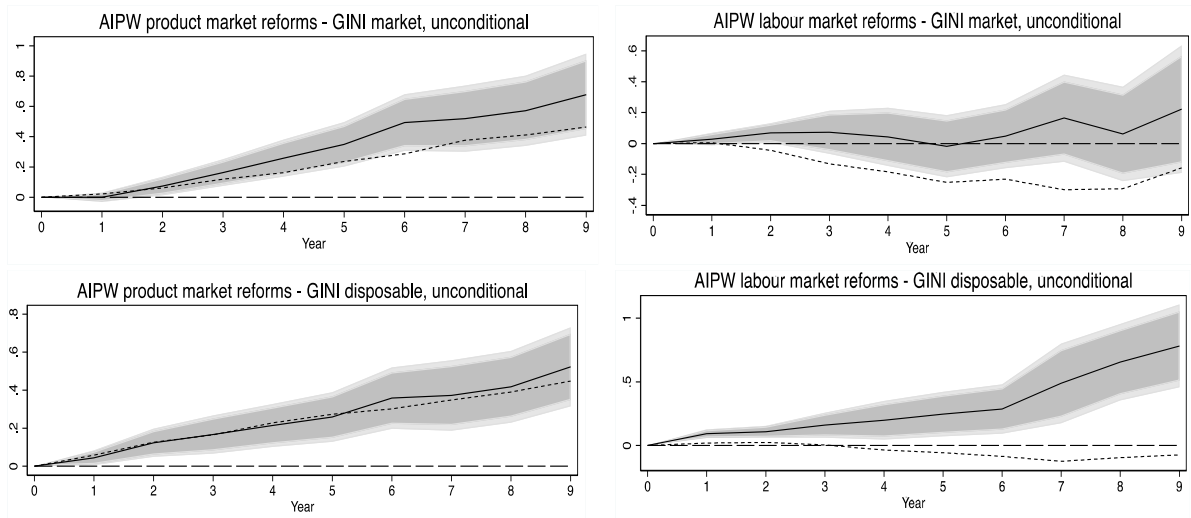 AIPW product market reforms - GINI market, unconditional
1
.8
.6
.4
.2
0
0 1 2 3 4 5 6 7 8 9
Year
AIPW labour market reforms - GINI market, unconditional
.6
.4
.2
0
-.2
-.4
0 1 2 3 4 5 6 7 8 9
Year
AIPW product market reforms - GINI disposable, unconditional
.8
.6
.4
.2
0
0 1 2 3 4 5 6 7 8 9
Year
AIPW labour market reforms - GINI disposable, unconditional
1
.5
0
0 1 2 3 4 5 6 7 8 9
Year